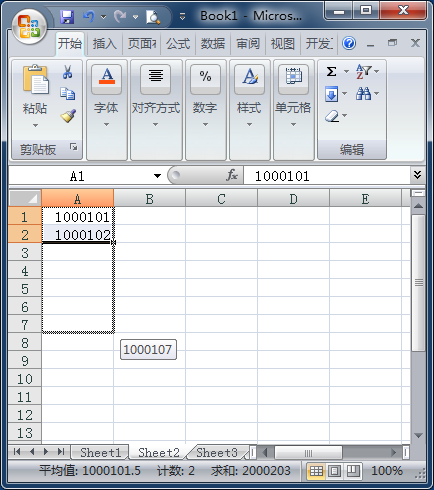 Book1 - Micros...
开始 插入 页面布 公式 数据 审阅 视图 开发工
粘贴 字体 对齐方式 数字 样式 单元格
% Σ
剪贴板 编辑
A1 fx 1000101
A B C D E
1 1000101
2 1000102
3
4
5
6
7
8 1000107
9
10
11
12
13
Sheet1 Sheet2 Sheet3
平均值: 1000101.5 计数: 2 求和: 2000203 100%